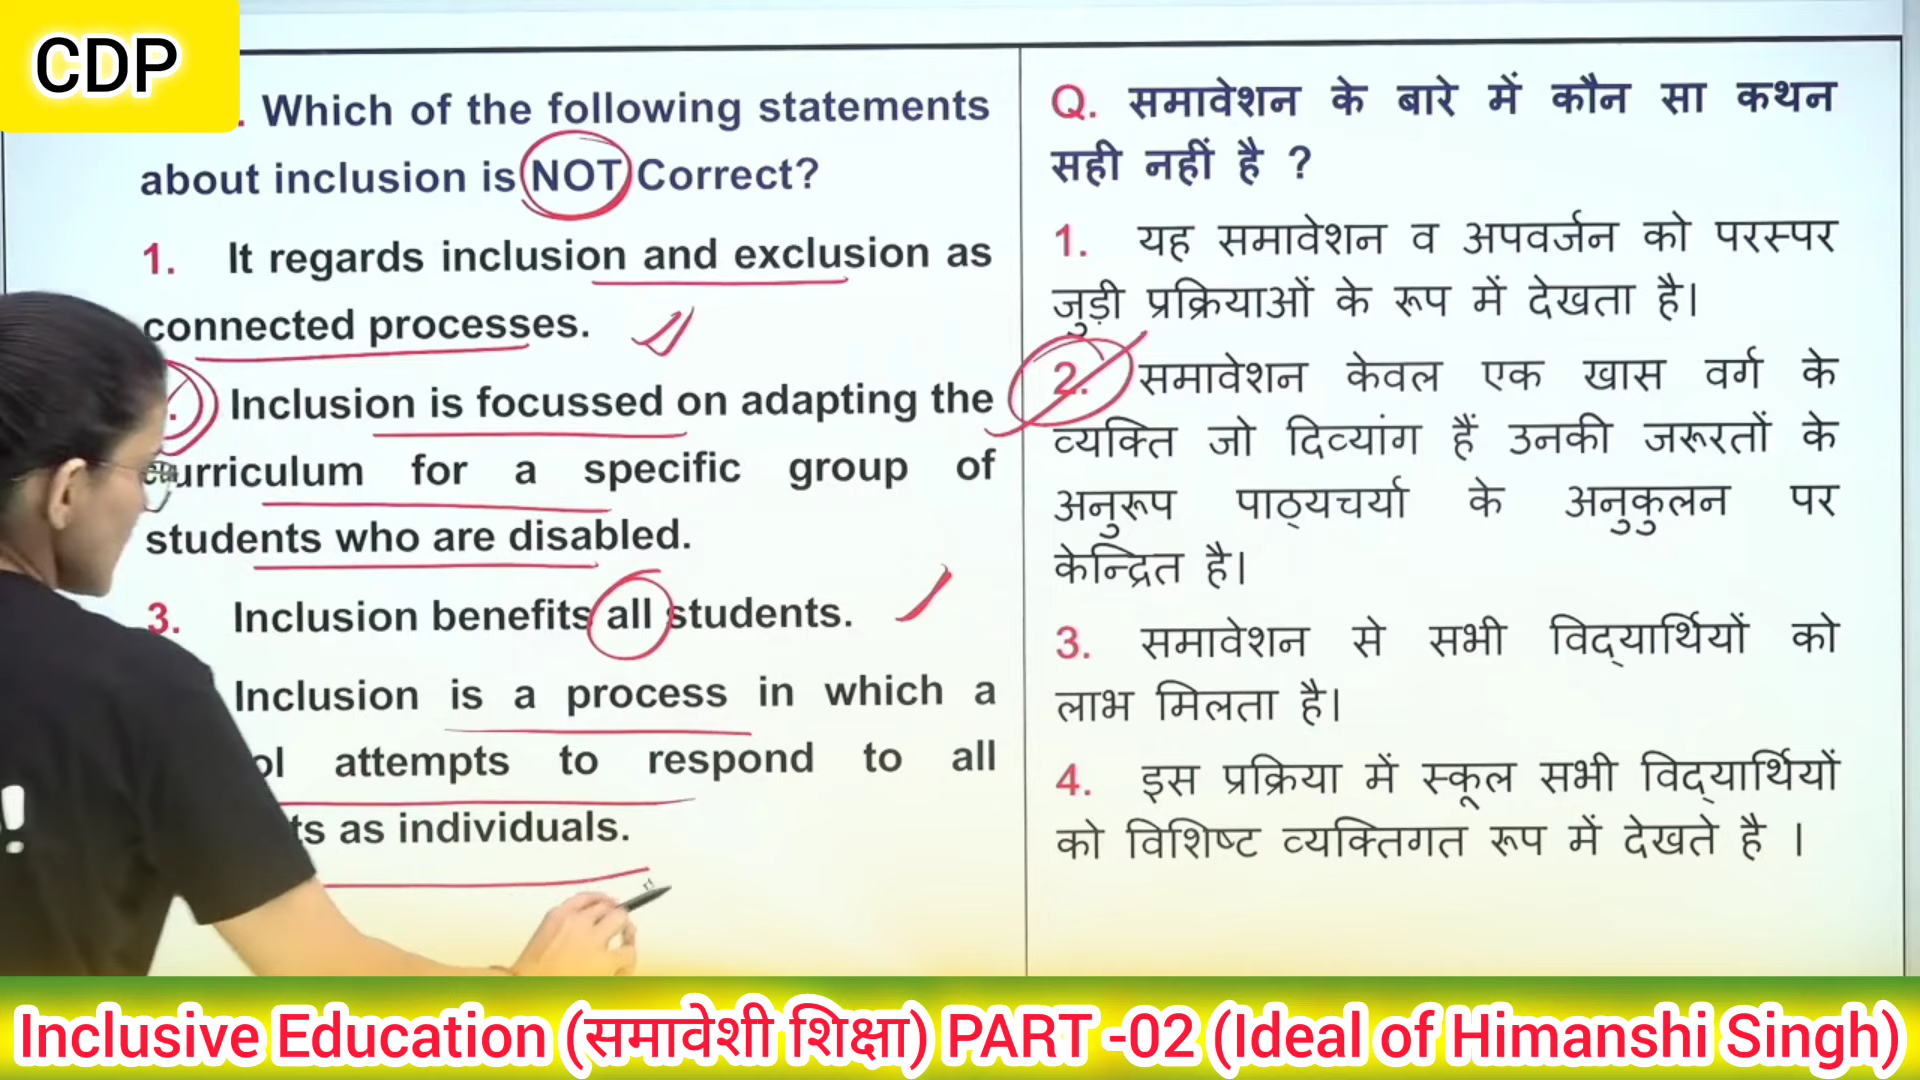 CDP
. Which of the following statements
about inclusion is NOT Correct?
1. It regards inclusion and exclusion as
connected processes.
. Inclusion is focussed on adapting the
curriculum for a specific group of
students who are disabled.
3. Inclusion benefits all students.
Inclusion is a process in which a
ol attempts to respond to all
ts as individuals.
Q. समावेशन के बारे में कौन सा कथन
सही नहीं है ?
1. यह समावेशन व अपवर्जन को परस्पर
जुड़ी प्रक्रियाओं के रूप में देखता है।
2. समावेशन केवल एक खास वर्ग के
व्यक्ति जो दिव्यांग हैं उनकी जरूरतों के
अनुरूप पाठ्यचर्या के अनुकुलन पर
केन्द्रित है।
3. समावेशन से सभी विद्यार्थियों को
लाभ मिलता है।
4. इस प्रक्रिया में स्कूल सभी विद्यार्थियों
को विशिष्ट व्यक्तिगत रूप में देखते है ।
Inclusive Education (समावेशी शिक्षा) PART -02 (Ideal of Himanshi Singh)